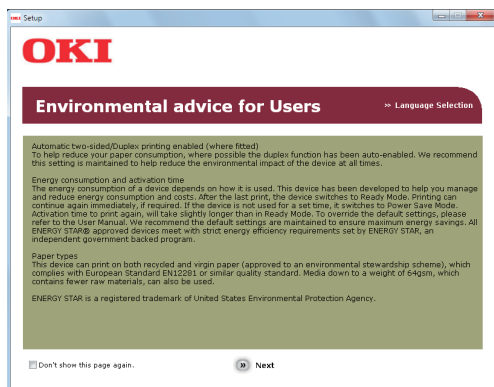 OKI Setup
OKI
Environmental advice for Users
» Language Selection
Automatic two-sided/Duplex printing enabled (where fitted)
To help reduce your paper consumption, where possible the duplex function has been auto-enabled. We recommend
this setting is maintained to help reduce the environmental impact of the device at all times.
Energy consumption and activation time
The energy consumption of a device depends on how it is used. This device has been developed to help you manage
and reduce energy consumption and costs. After the last print, the device switches to Ready Mode. Printing can
continue again immediately, if required. If the device is not used for a set time, it switches to Power Save Mode.
Activation time to print again, will take slightly longer than in Ready Mode. To override the default settings, please
refer to the User Manual. We recommend the default settings are maintained to ensure maximum energy savings. All
ENERGY STAR® approved devices meet with strict energy efficiency requirements set by ENERGY STAR, an
independent government backed program.
Paper types
This device can print on both recycled and virgin paper (approved to an environmental stewardship scheme), which
complies with European Standard EN12281 or similar quality standard. Media down to a weight of 64gsm, which
contains fewer raw materials, can also be used.
ENERGY STAR is a registered trademark of United States Environmental Protection Agency.
Don't show this page again.
» Next